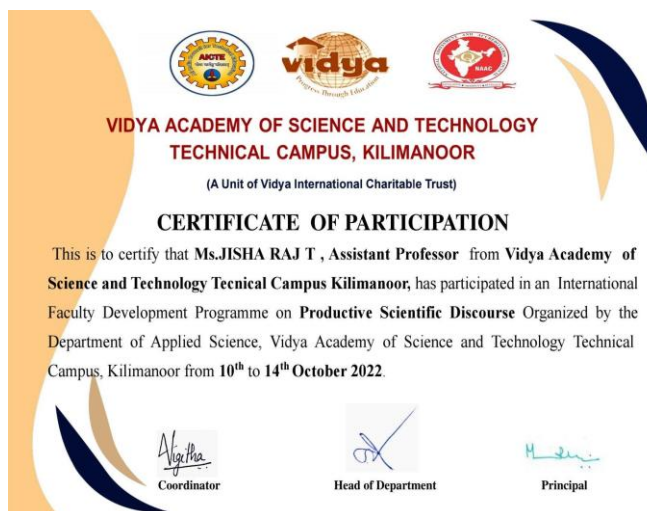 AICTE
vidya
Progress Through Education
NAAC
VIDYA ACADEMY OF SCIENCE AND TECHNOLOGY
TECHNICAL CAMPUS, KILIMANOOR
(A Unit of Vidya International Charitable Trust)
CERTIFICATE OF PARTICIPATION
This is to certify that Ms.JISHA RAJ T , Assistant Professor from Vidya Academy of
Science and Technology Tecnical Campus Kilimanoor, has participated in an International
Faculty Development Programme on Productive Scientific Discourse Organized by the
Department of Applied Science, Vidya Academy of Science and Technology Technical
Campus, Kilimanoor from 10th to 14th October 2022.
Vigitha
Coordinator
Head of Department
Principal